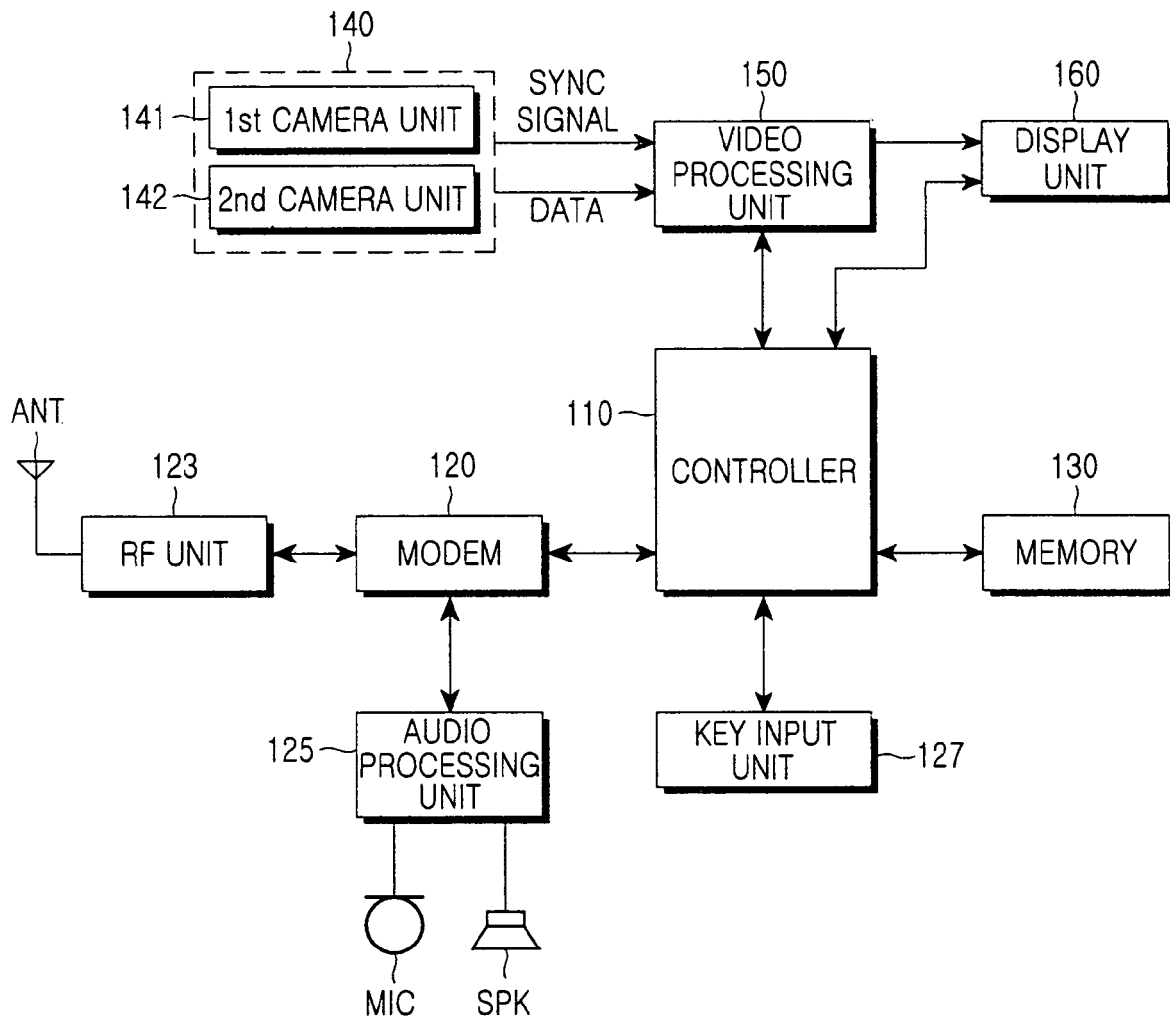 140
150
160
141
1st CAMERA UNIT
142
2nd CAMERA UNIT
SYNC
SIGNAL
DATA
VIDEO
PROCESSING
UNIT
DISPLAY
UNIT
ANT.
110
CONTROLLER
123
RF UNIT
120
MODEM
130
MEMORY
125
AUDIO
PROCESSING
UNIT
KEY INPUT
UNIT
127
MIC
SPK